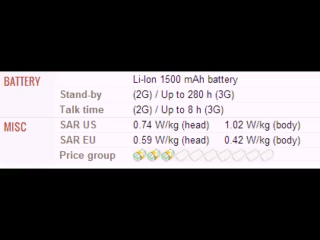 BATTERY Li-Ion 1500 mAh battery
Stand-by (2G) / Up to 280 h (3G)
Talk time (2G) / Up to 8 h (3G)
MISC SAR US 0.74 W/kg (head) 1.02 W/kg (body)
SAR EU 0.59 W/kg (head) 0.42 W/kg (body)
Price group